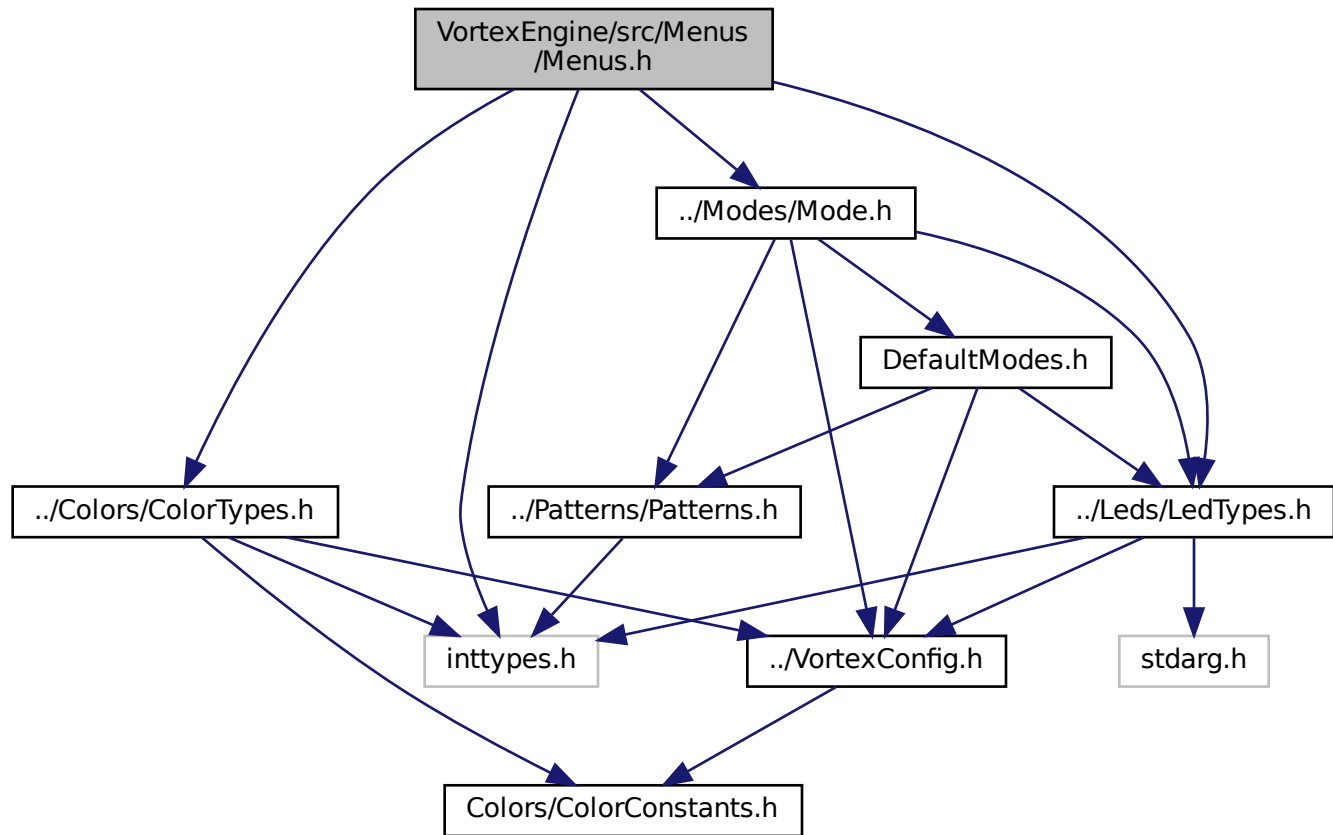 VortexEngine/src/Menus
/Menus.h
../Modes/Mode.h
DefaultModes.h
../Colors/ColorTypes.h
../Patterns/Patterns.h
../Leds/LedTypes.h
inttypes.h
../VortexConfig.h
stdarg.h
Colors/ColorConstants.h